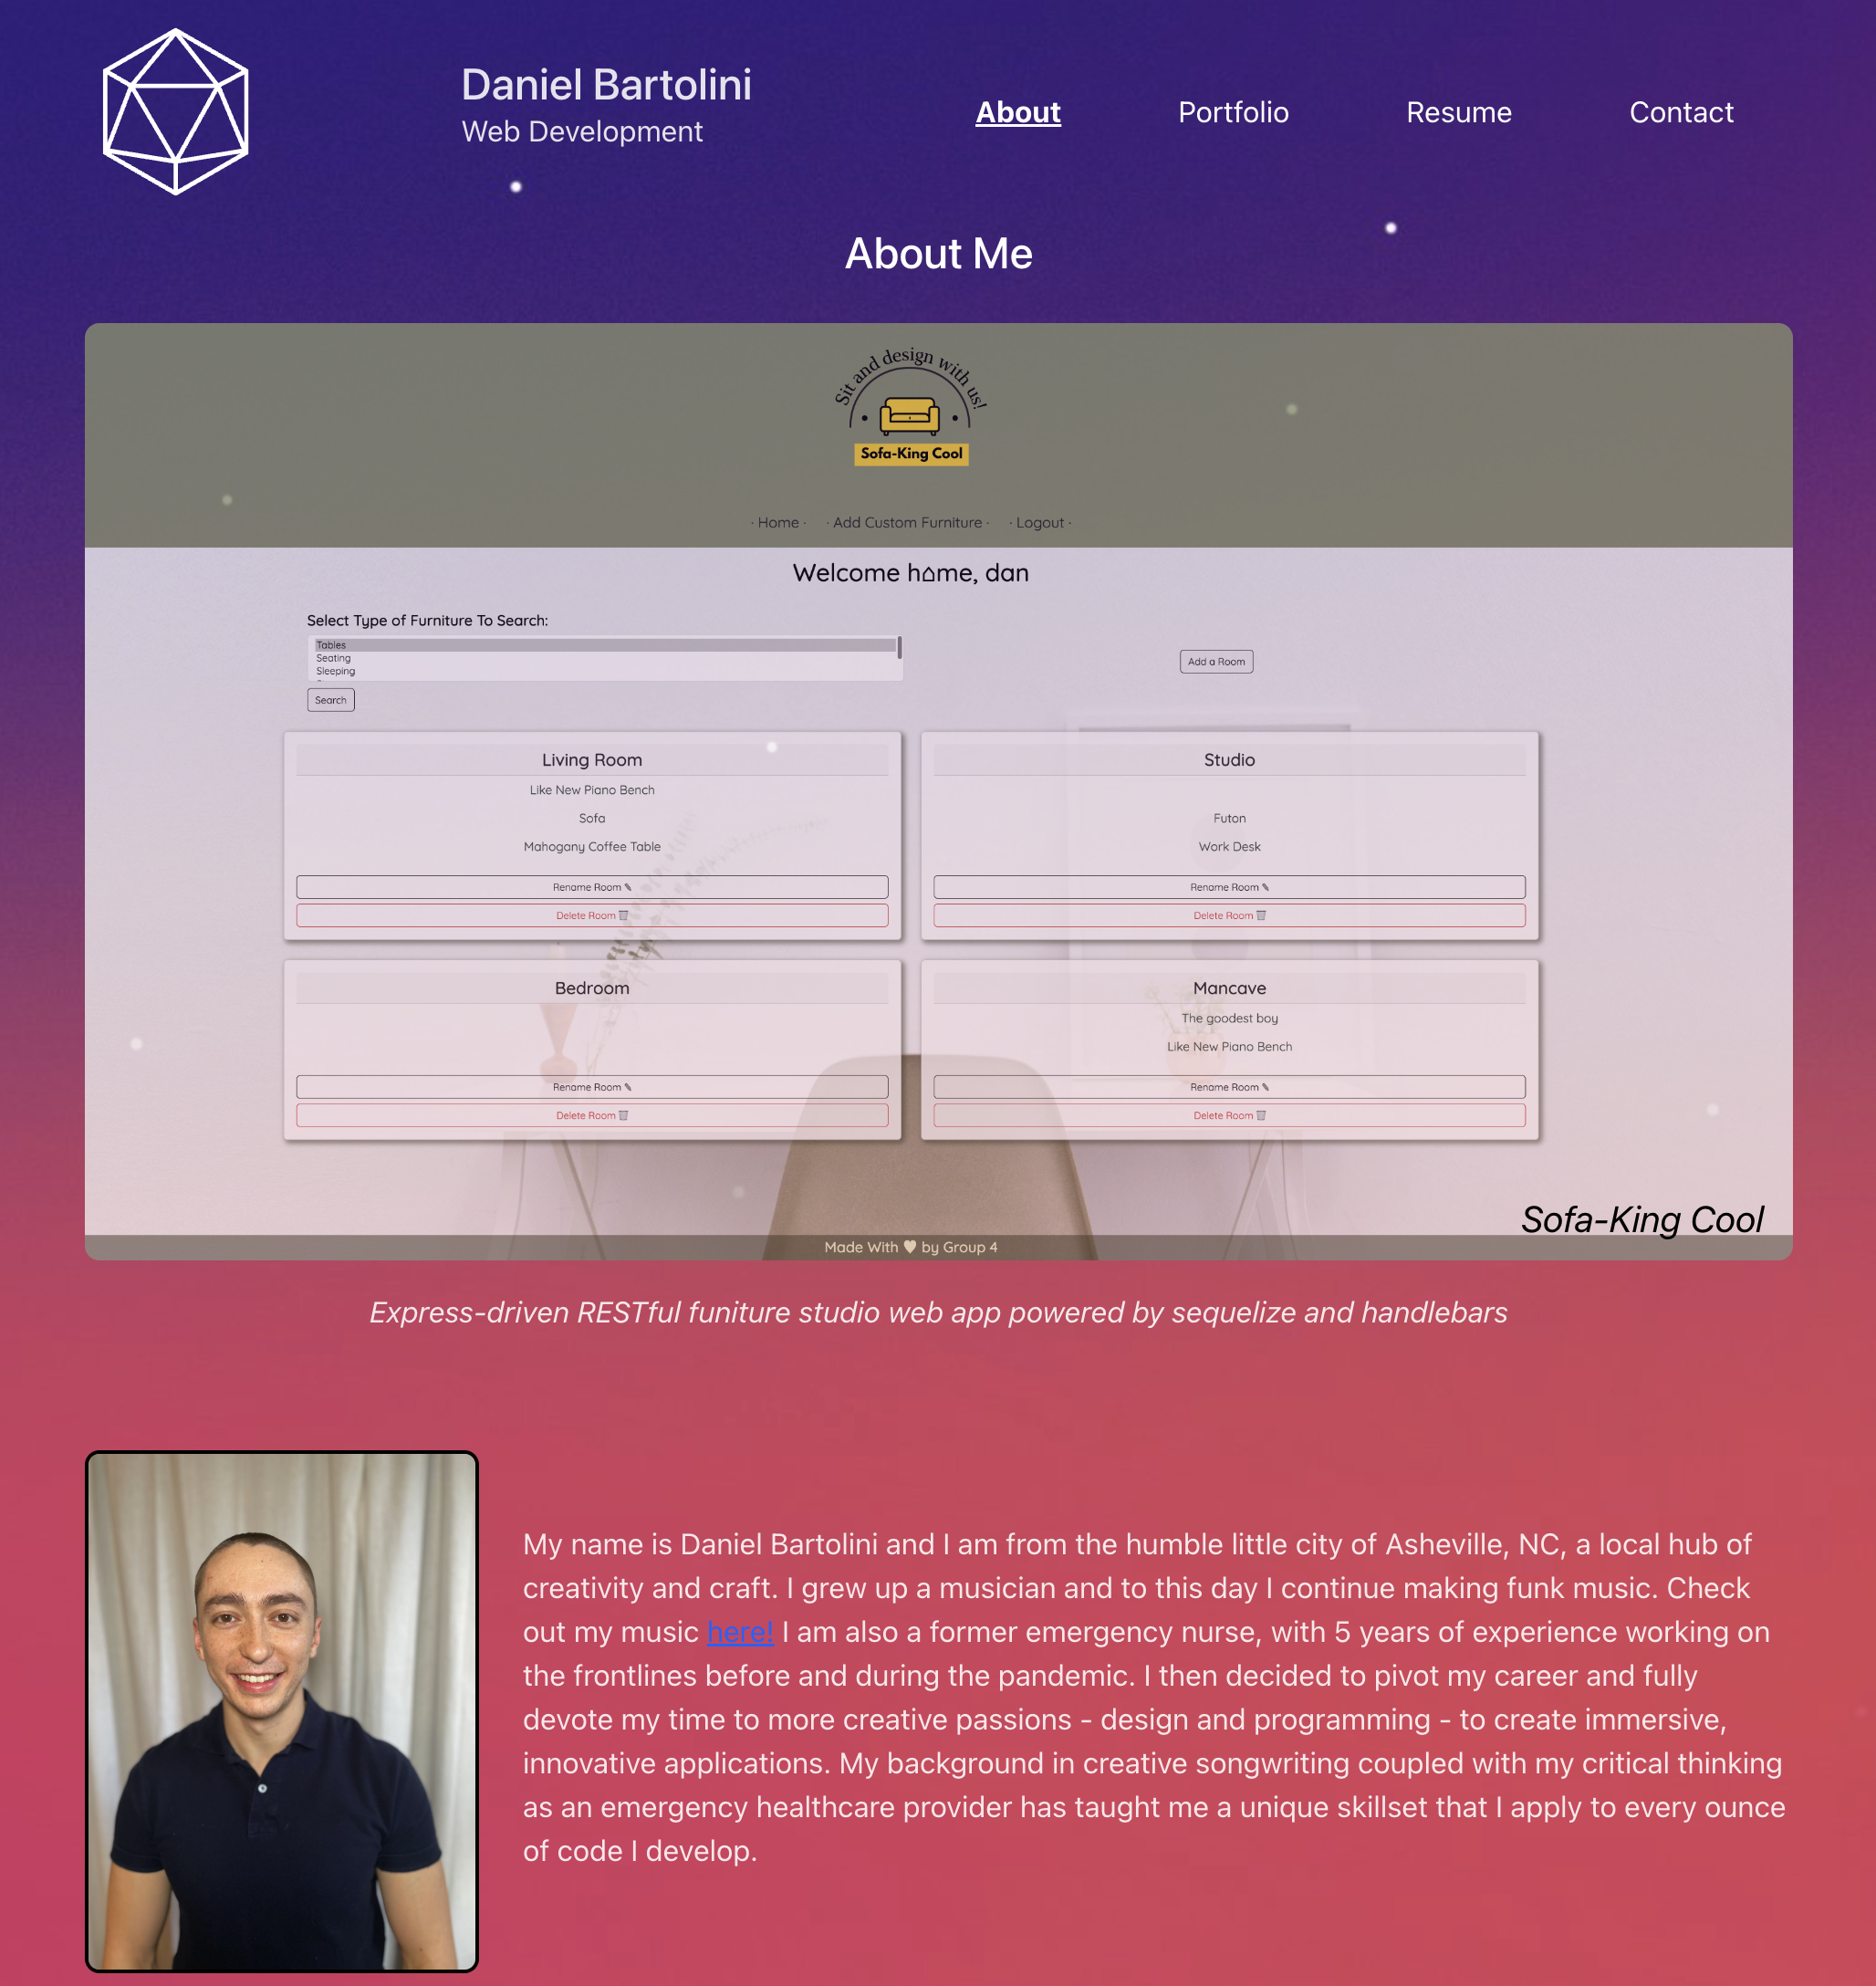 Daniel Bartolini
Web Development
About
Portfolio
Resume
Contact
About Me
Sit and design with us!
Sofa-King Cool
· Home ·
· Add Custom Furniture ·
· Logout ·
Welcome h⌂me, dan
Select Type of Furniture To Search:
Tables
Seating
Sleeping
Search
Add a Room
Living Room
Like New Piano Bench
Sofa
Mahogany Coffee Table
Rename Room ✎
Delete Room 🗑
Studio
Futon
Work Desk
Rename Room ✎
Delete Room 🗑
Bedroom
Rename Room ✎
Delete Room 🗑
Mancave
The goodest boy
Like New Piano Bench
Rename Room ✎
Delete Room 🗑
Sofa-King Cool
Made With ♥ by Group 4
Express-driven RESTful funiture studio web app powered by sequelize and handlebars
My name is Daniel Bartolini and I am from the humble little city of Asheville, NC, a local hub of
creativity and craft. I grew up a musician and to this day I continue making funk music. Check
out my music here! I am also a former emergency nurse, with 5 years of experience working on
the frontlines before and during the pandemic. I then decided to pivot my career and fully
devote my time to more creative passions - design and programming - to create immersive,
innovative applications. My background in creative songwriting coupled with my critical thinking
as an emergency healthcare provider has taught me a unique skillset that I apply to every ounce
of code I develop.